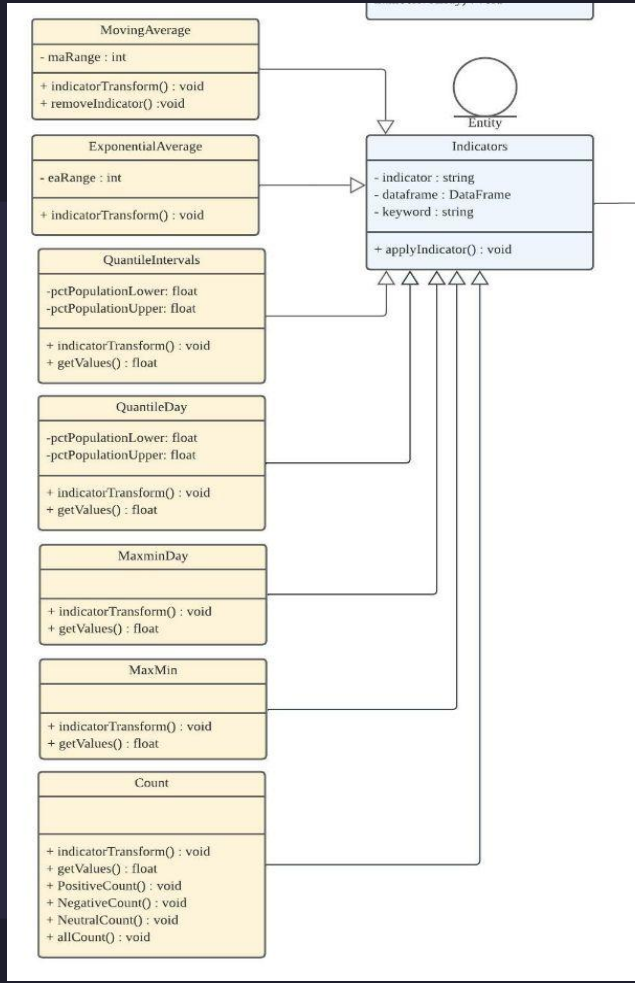 MovingAverage
- maRange : int
+ indicatorTransform() : void
+ removeIndicator() :void
ExponentialAverage
- eaRange : int
+ indicatorTransform() : void
QuantileIntervals
-pctPopulationLower: float
-pctPopulationUpper: float
+ indicatorTransform() : void
+ getValues() : float
QuantileDay
-pctPopulationLower: float
-pctPopulationUpper: float
+ indicatorTransform() : void
+ getValues() : float
MaxminDay
+ indicatorTransform() : void
+ getValues() : float
MaxMin
+ indicatorTransform() : void
+ getValues() : float
Count
+ indicatorTransform() : void
+ getValues() : float
+ PositiveCount() : void
+ NegativeCount() : void
+ NeutralCount() : void
+ allCount() : void
Entity
Indicators
- indicator : string
- dataframe : DataFrame
- keyword : string
+ applyIndicator() : void